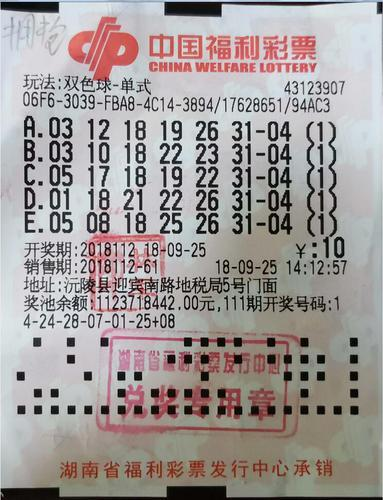 中国福利彩票
CHINA WELFARE LOTTERY
玩法:双色球-单式
43123907
06F6-3039-FBA8-4C14-3894/17628651/94AC3
A.03 12 18 19 26 31-04 (1)
B.03 10 18 22 23 31-04 (1)
C.05 17 18 19 22 31-04 (1)
D.01 18 21 22 26 31-04 (1)
E.05 08 18 25 26 31-04 (1)
开奖期:2018112 18-09-25 ¥:10
销售期:2018112-61 18-09-25 14:12:57
地址:沅陵县迎宾南路地税局5号门面
奖池余额:1123718442.00元,111期开奖号码:1
4-24-28-07-01-25+08
湖南省福利彩票发行中心
兑奖专用章
湖南省福利彩票发行中心承销